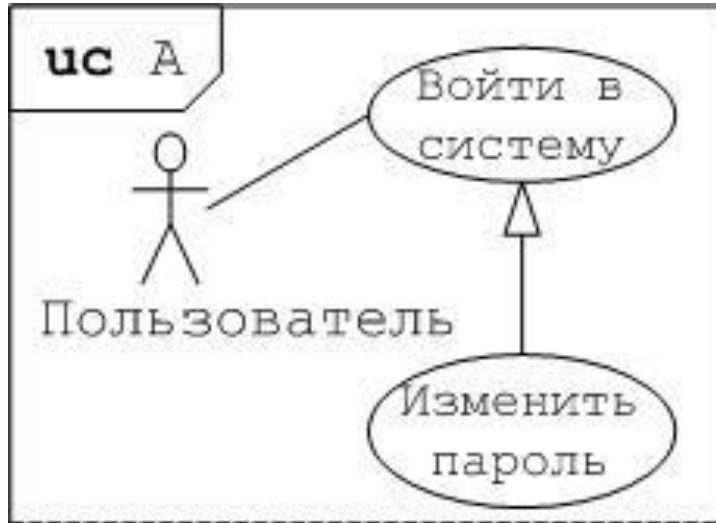 uc A
Войти в
систему
Пользователь
Изменить
пароль